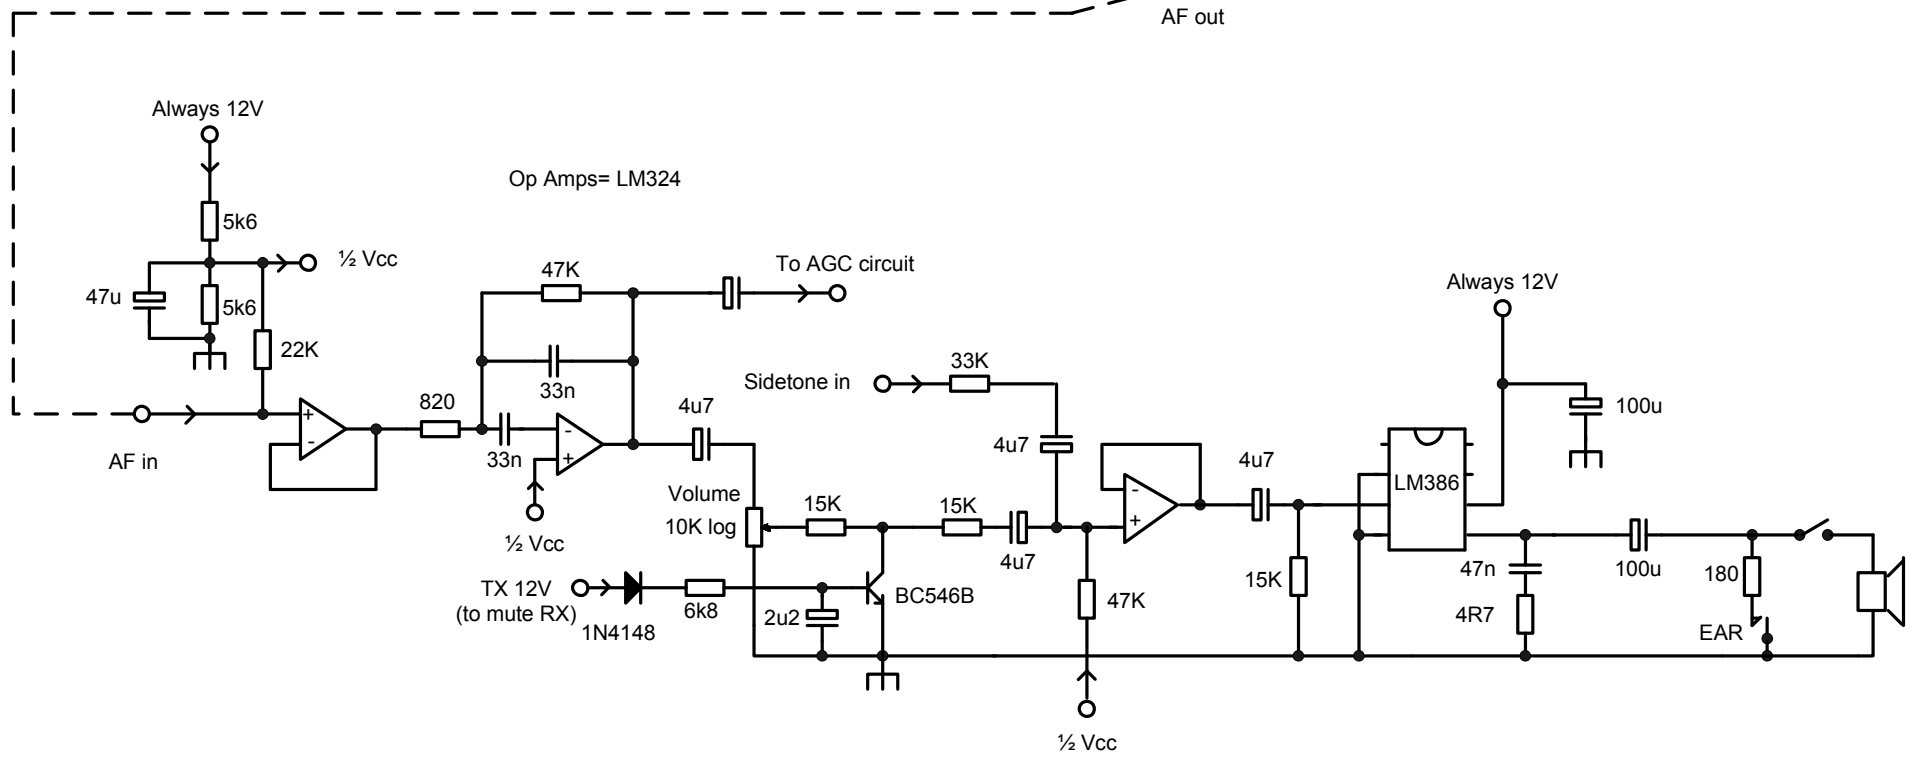 AF out
Always 12V
Op Amps= LM324
5k6
½ Vcc
47u
5k6
22K
47K
To AGC circuit
Always 12V
33n
Sidetone in
33K
820
4u7
100u
+
-
33n
-
+
4u7
4u7
AF in
LM386
Volume
10K log
15K
15K
-
+
½ Vcc
4u7
TX 12V
(to mute RX)
1N4148
6k8
2u2
BC546B
47K
15K
47n
100u
180
4R7
EAR
½ Vcc